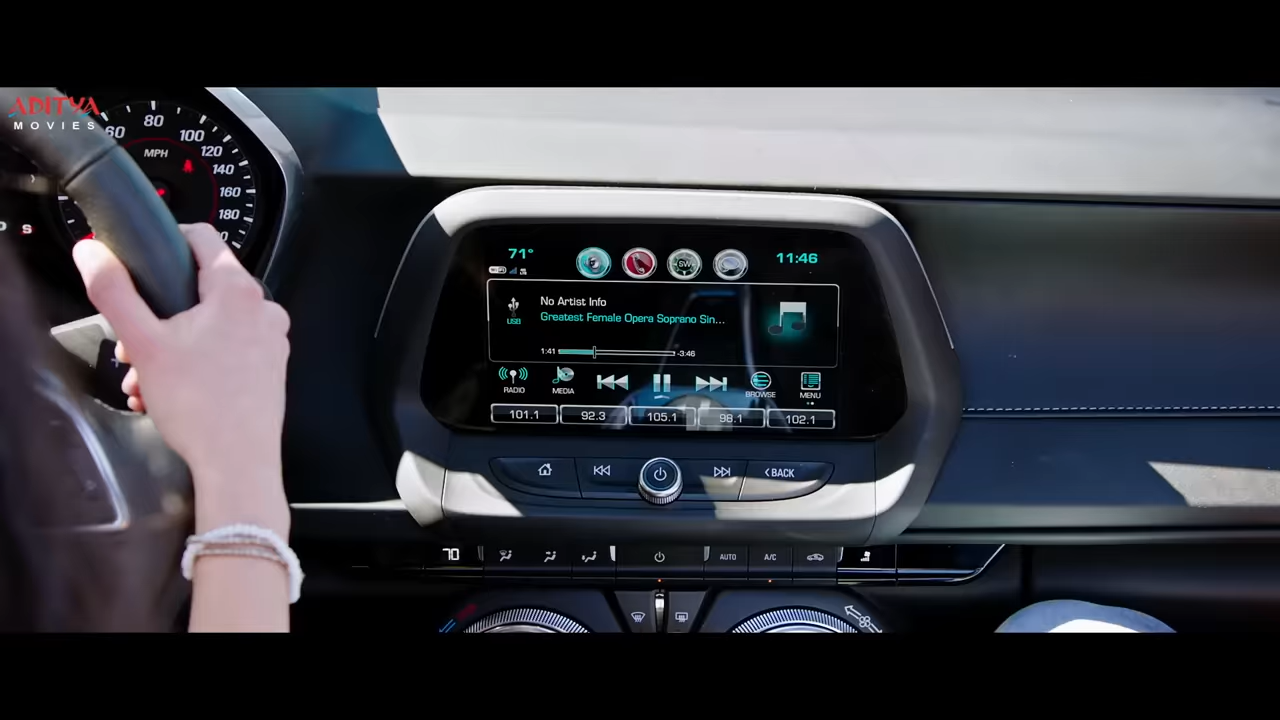 ADITYA
MOVIES
60 80 100 120 140 160 180
MPH
S
71° 11:46
4G LTE
No Artist Info
USB
Greatest Female Opera Soprano Sin...
1:41 -3:46
RADIO MEDIA BROWSE MENU
101.1 92.3 105.1 98.1 102.1
BACK
70 AUTO A/C